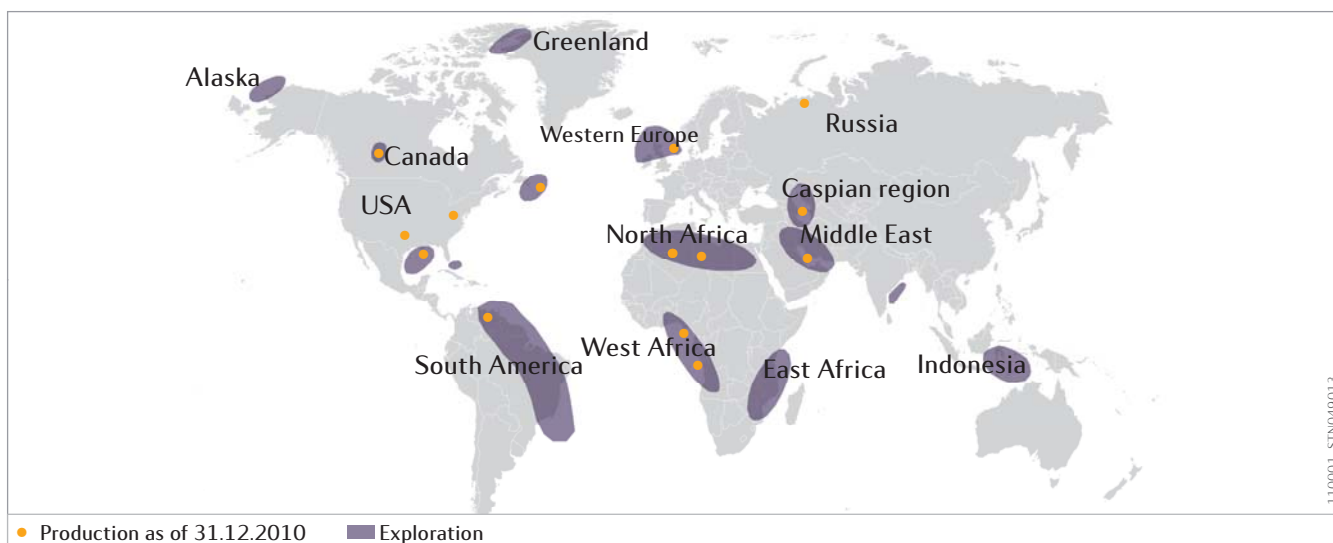 Greenland
Alaska
Russia
Western Europe
Canada
Caspian region
USA
North Africa
Middle East
West Africa
South America
East Africa
Indonesia
Production as of 31.12.2010
Exploration